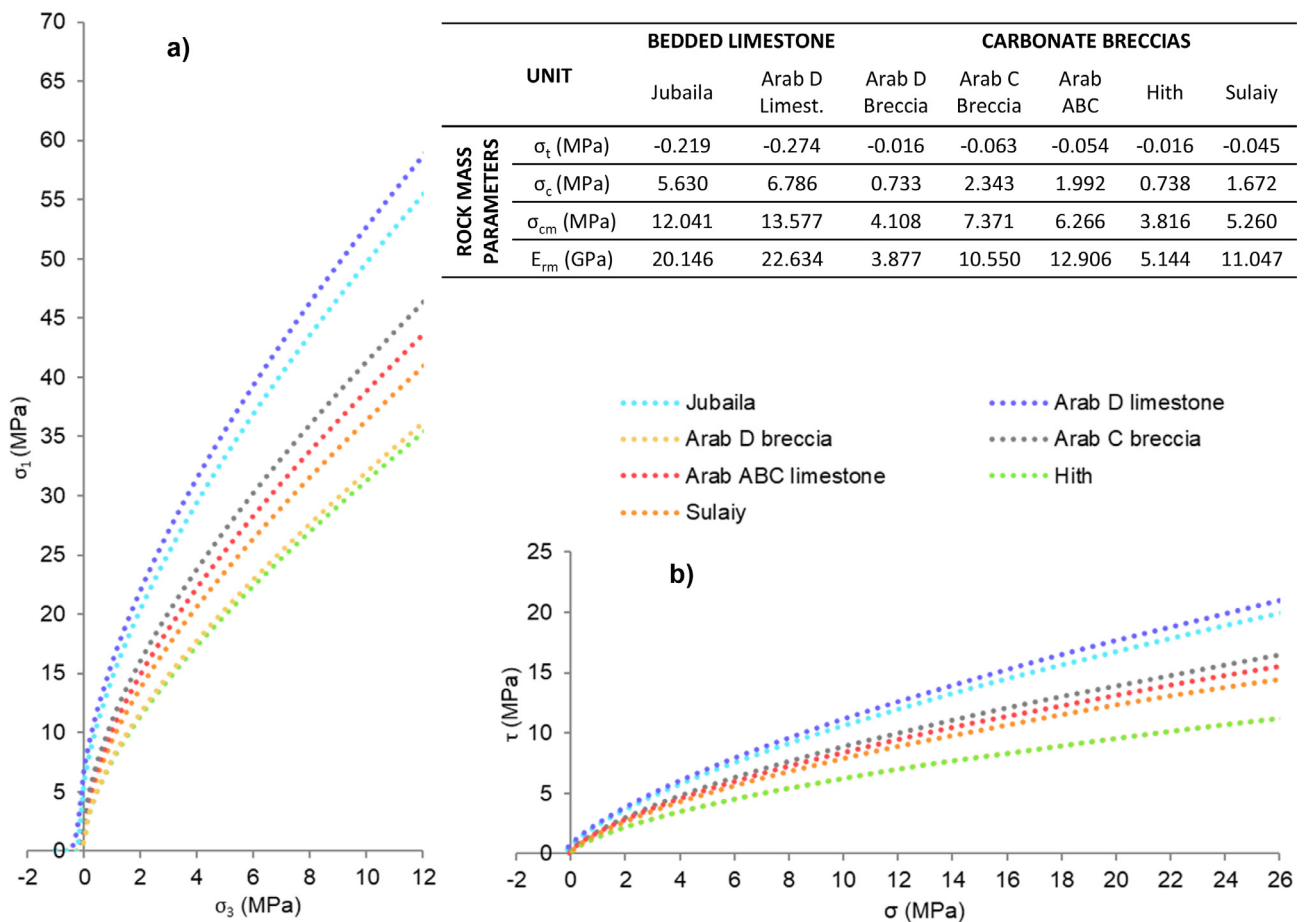 a)
70
65
60
55
50
45
40
35
30
25
20
15
10
5
0
σ₁ (MPa)
-2 0 2 4 6 8 10 12
σ₃ (MPa)
BEDDED LIMESTONE CARBONATE BRECCIAS
UNIT Jubaila Arab D Limest. Arab D Breccia Arab C Breccia Arab ABC Hith Sulaiy
ROCK MASS PARAMETERS
σₜ (MPa) -0.219 -0.274 -0.016 -0.063 -0.054 -0.016 -0.045
σ_c (MPa) 5.630 6.786 0.733 2.343 1.992 0.738 1.672
σ_cm (MPa) 12.041 13.577 4.108 7.371 6.266 3.816 5.260
E_rm (GPa) 20.146 22.634 3.877 10.550 12.906 5.144 11.047
Jubaila Arab D limestone
Arab D breccia Arab C breccia
Arab ABC limestone Hith
Sulaiy
b)
25
20
15
10
5
0
τ (MPa)
-2 0 2 4 6 8 10 12 14 16 18 20 22 24 26
σ (MPa)